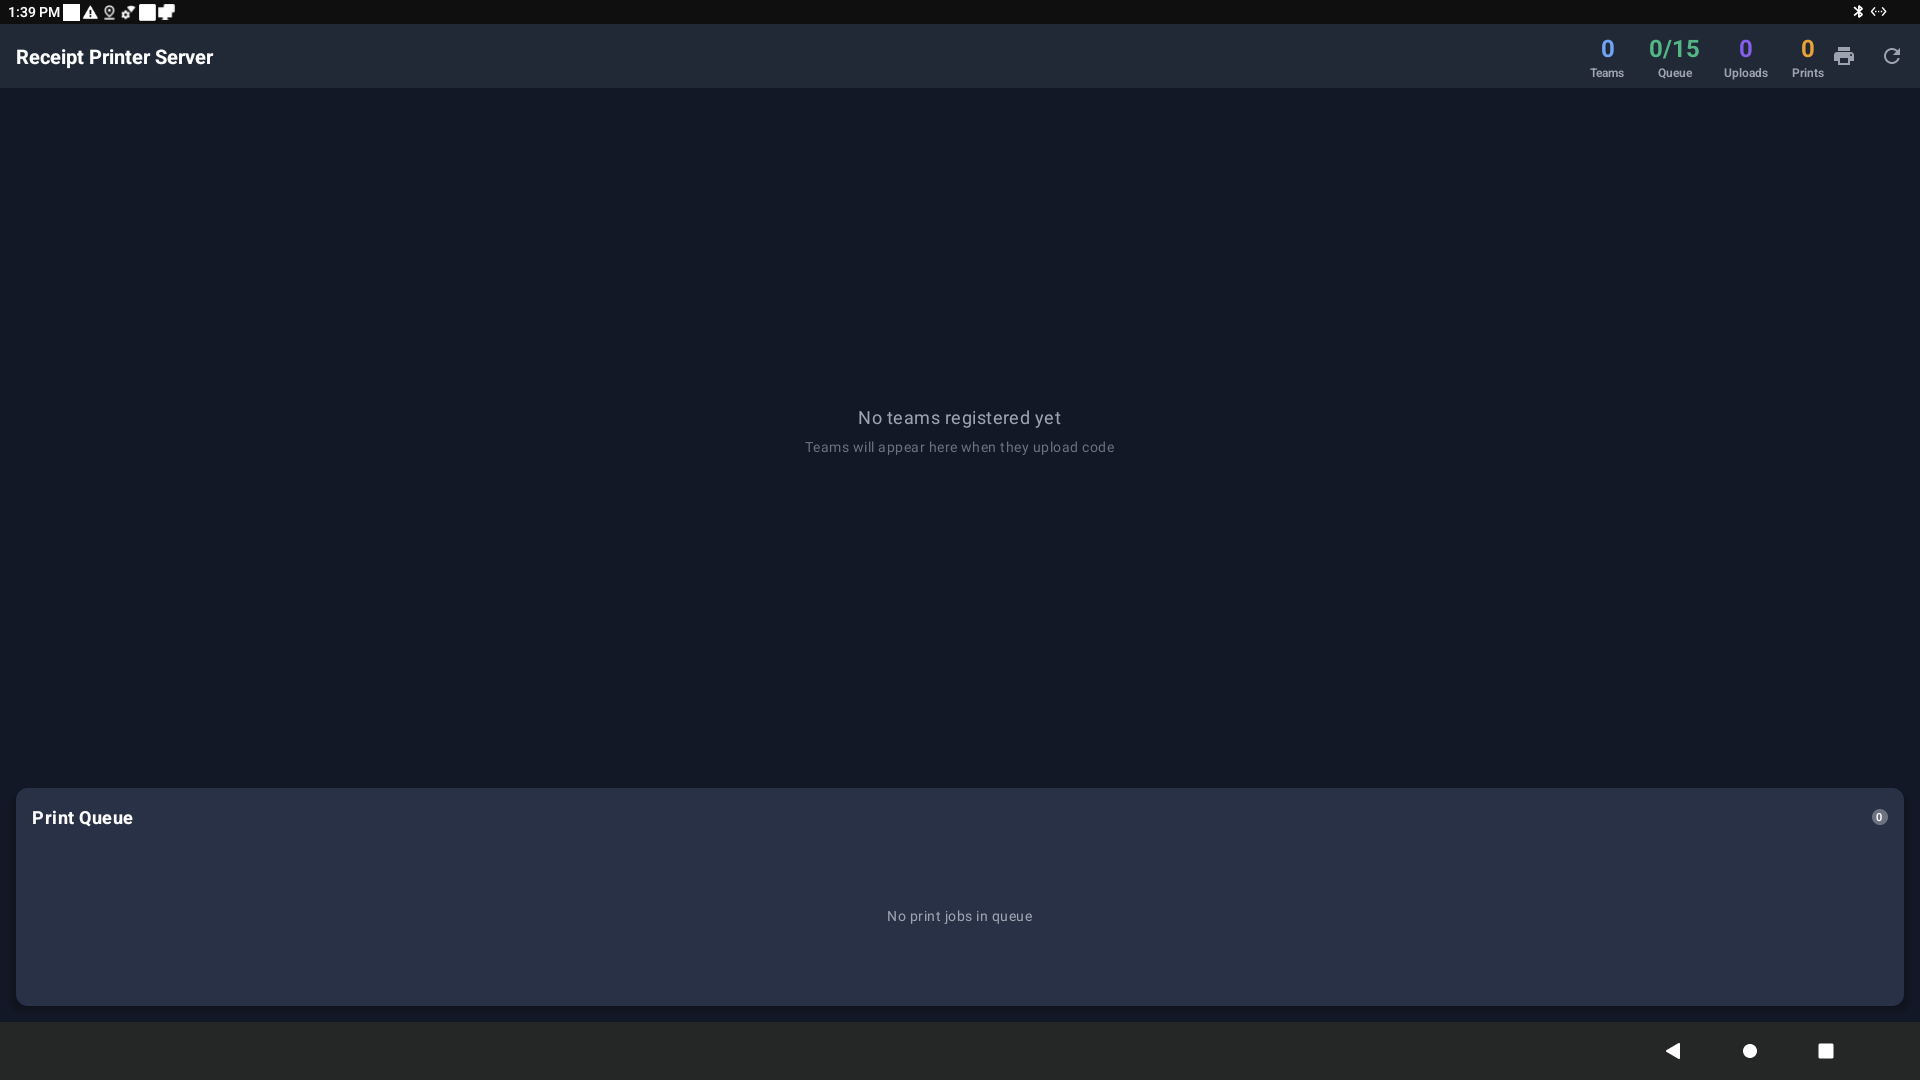 1:39 PM
Receipt Printer Server
0 0/15 0 0
Teams Queue Uploads Prints
No teams registered yet
Teams will appear here when they upload code
Print Queue 0
No print jobs in queue